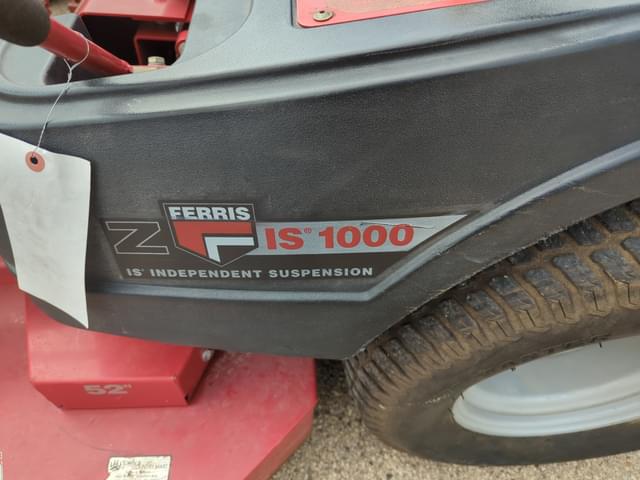 Z
FERRIS
IS® 1000
IS® INDEPENDENT SUSPENSION
52"